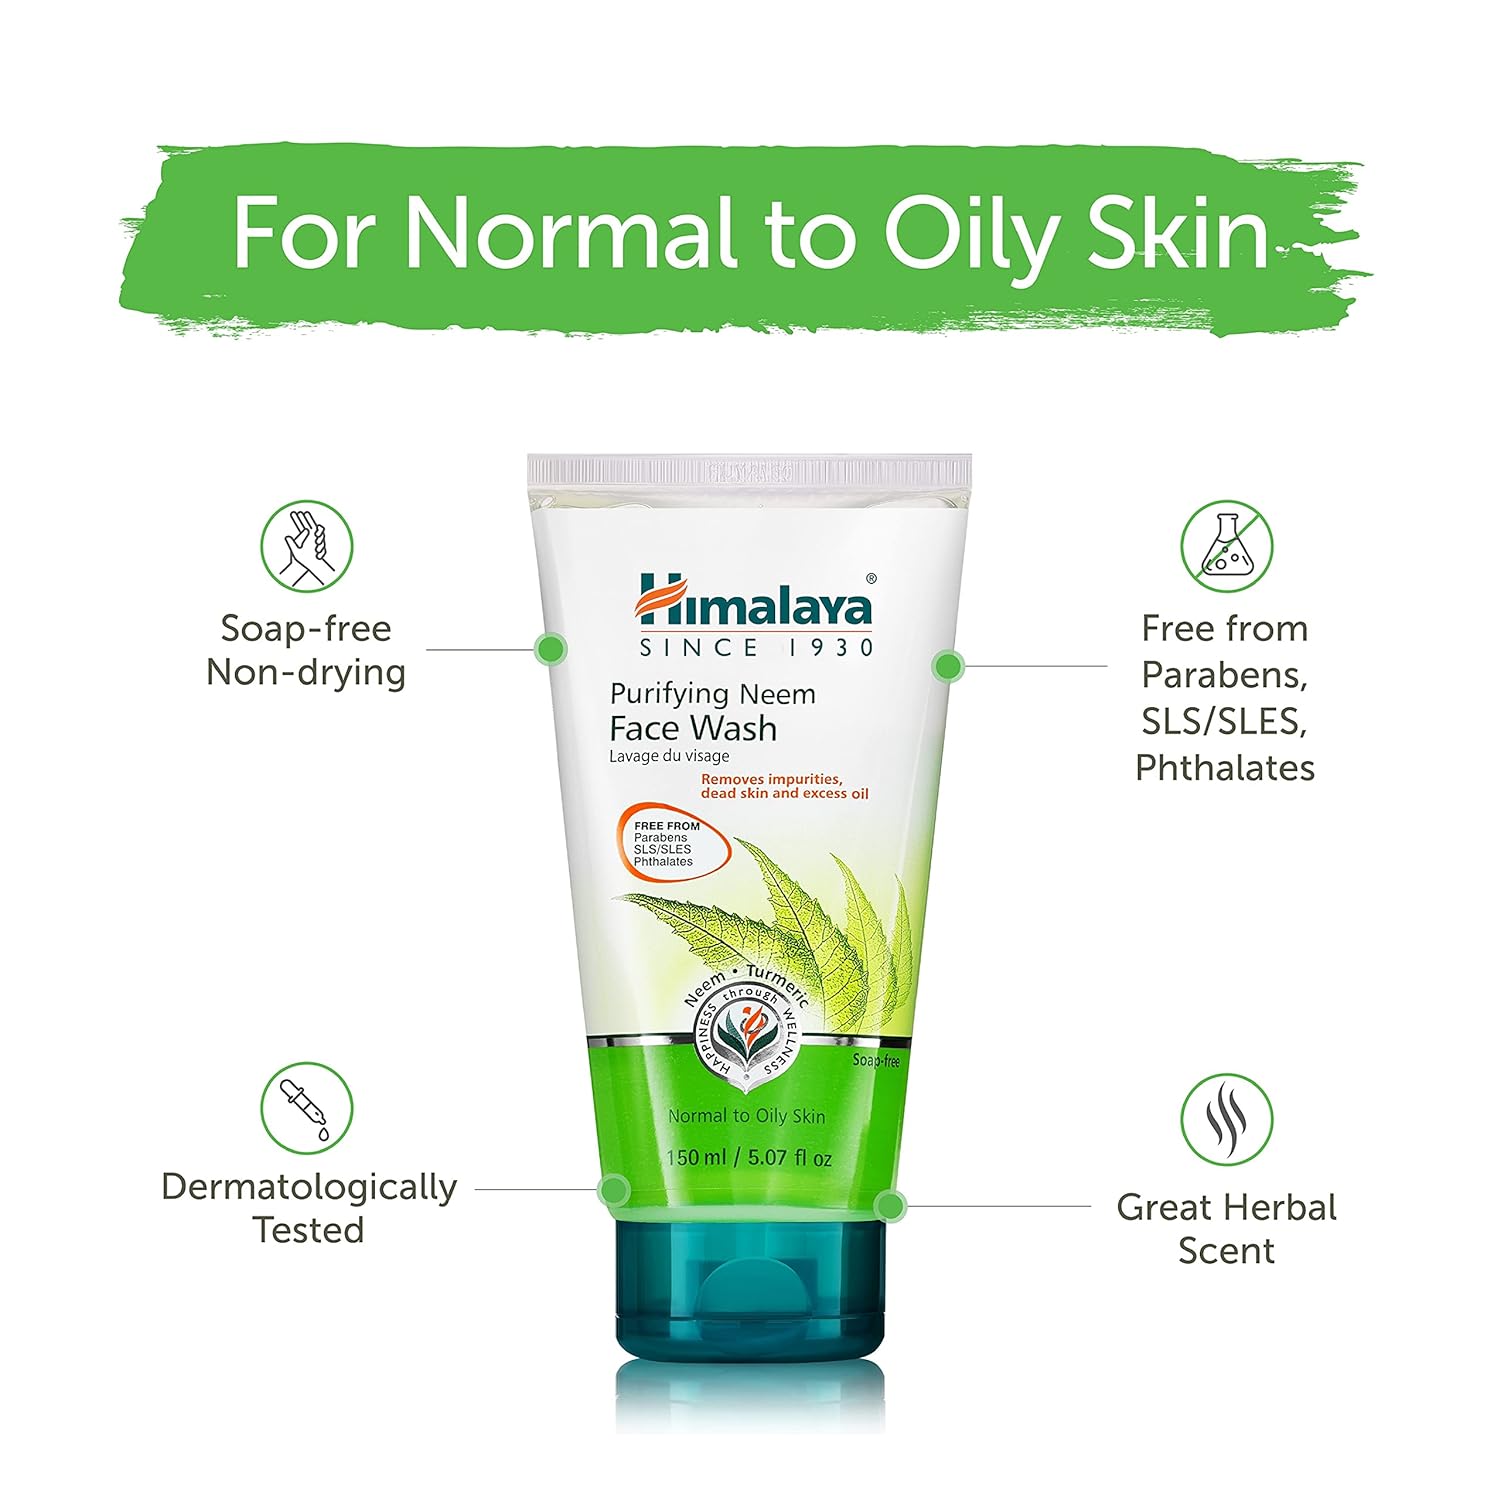 For Normal to Oily Skin
Soap-free
Non-drying
Free from
Parabens,
SLS/SLES,
Phthalates
Himalaya®
SINCE 1930
Purifying Neem
Face Wash
Lavage du visage
Removes impurities,
dead skin and excess oil
FREE FROM
Parabens
SLS/SLES
Phthalates
Neem • Turmeric
HAPPINESS through WELLNESS
Soap-free
Normal to Oily Skin
150 ml / 5.07 fl oz
Dermatologically
Tested
Great Herbal
Scent